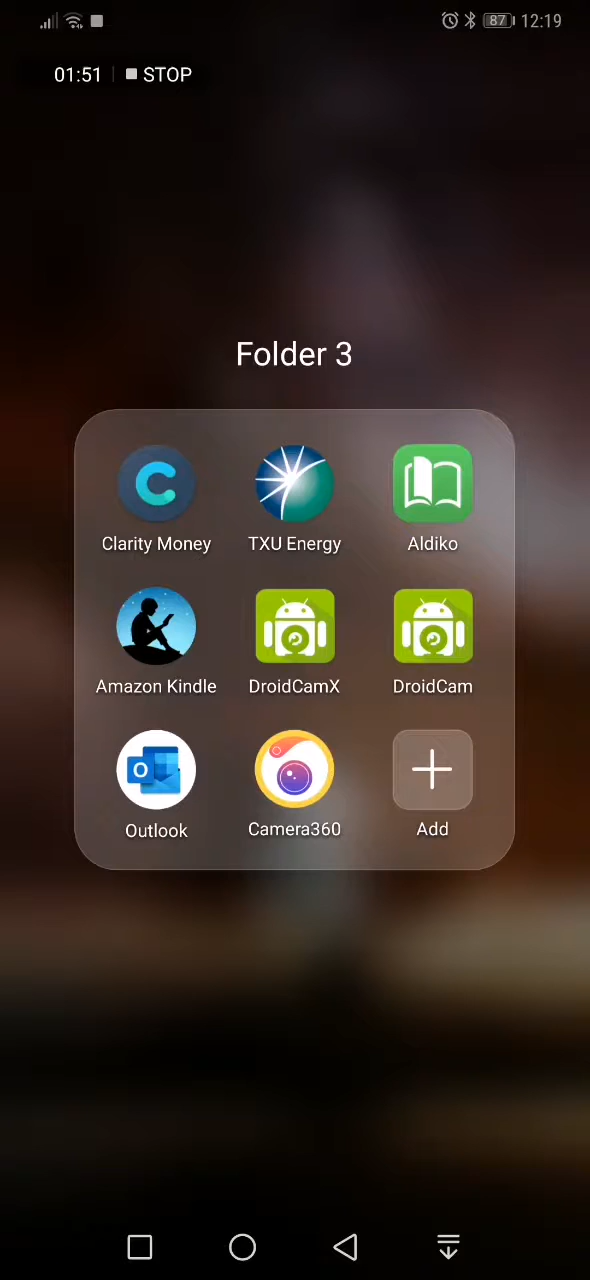 87 12:19
01:51 STOP
Folder 3
Clarity Money TXU Energy Aldiko
Amazon Kindle DroidCamX DroidCam
Outlook Camera360 Add